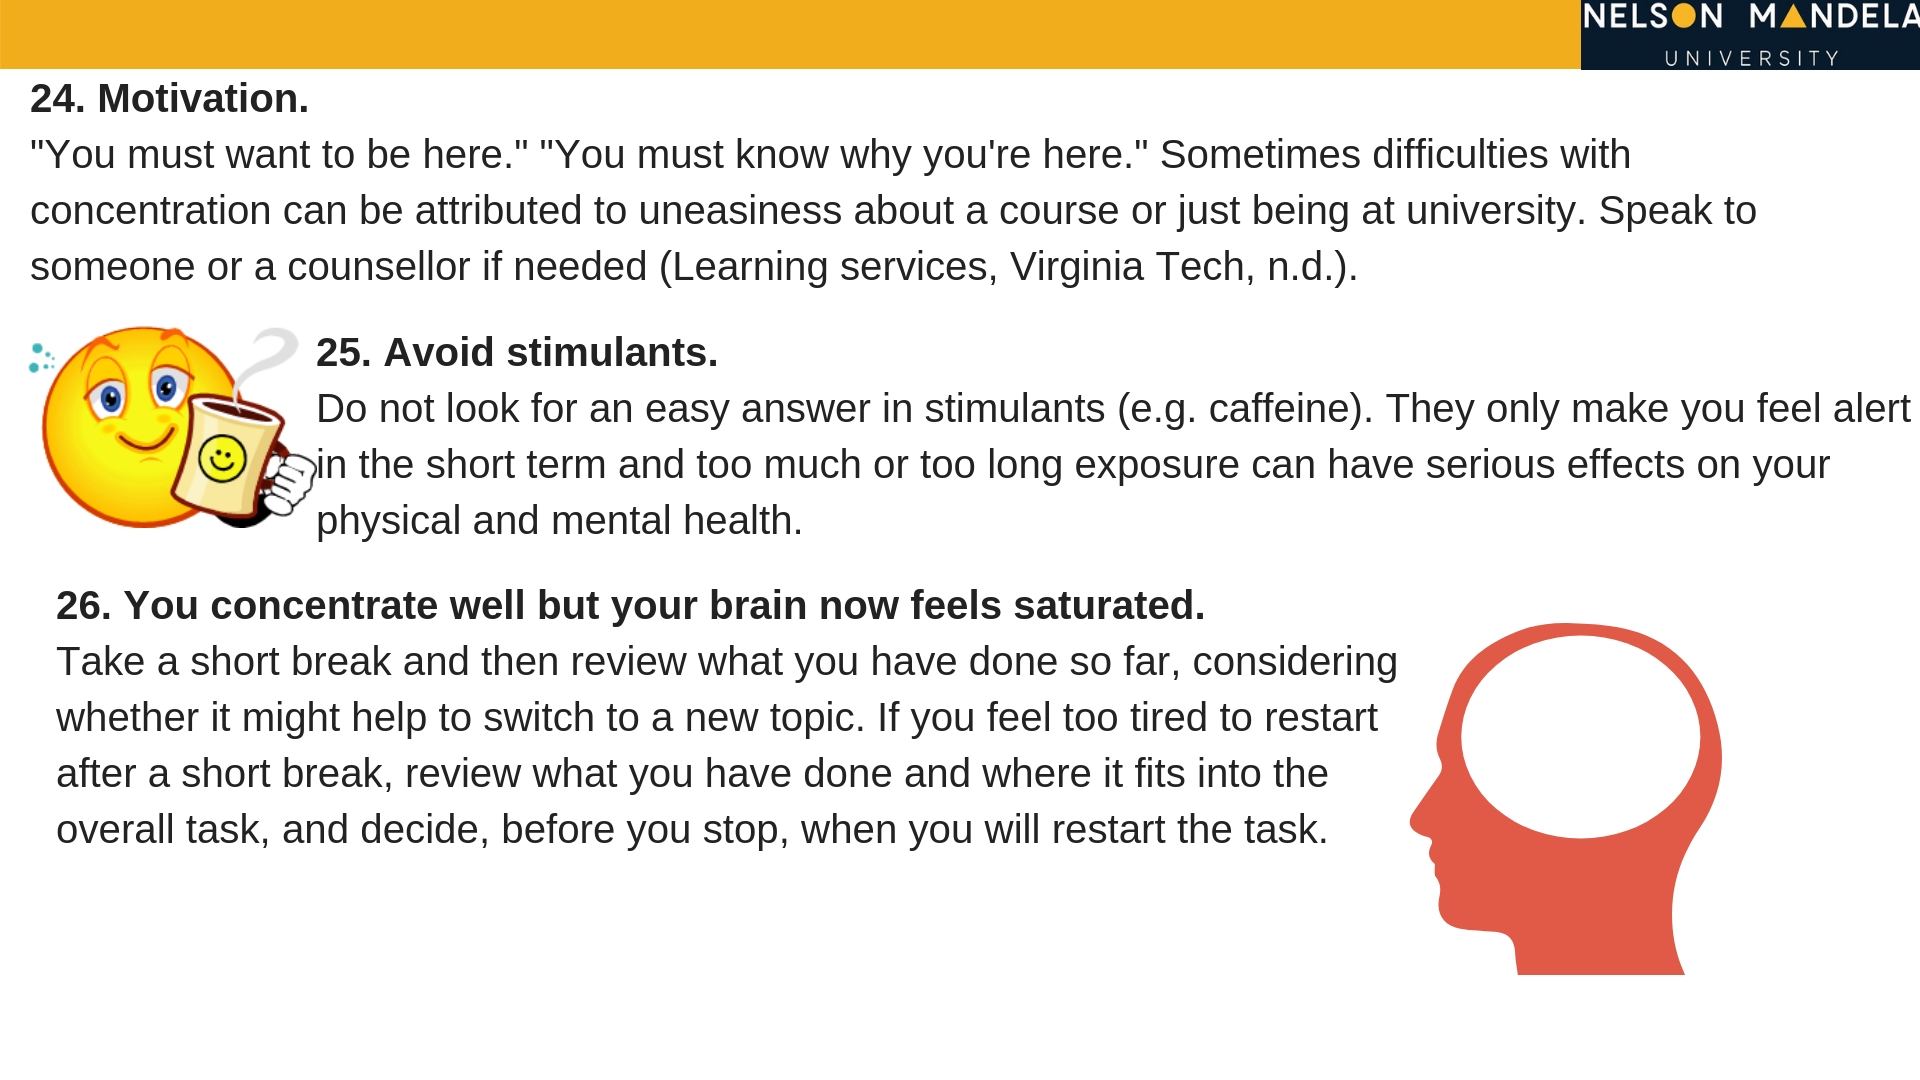 NELSON MANDELA
UNIVERSITY
24. Motivation.
"You must want to be here." "You must know why you're here." Sometimes difficulties with
concentration can be attributed to uneasiness about a course or just being at university. Speak to
someone or a counsellor if needed (Learning services, Virginia Tech, n.d.).
25. Avoid stimulants.
Do not look for an easy answer in stimulants (e.g. caffeine). They only make you feel alert
in the short term and too much or too long exposure can have serious effects on your
physical and mental health.
26. You concentrate well but your brain now feels saturated.
Take a short break and then review what you have done so far, considering
whether it might help to switch to a new topic. If you feel too tired to restart
after a short break, review what you have done and where it fits into the
overall task, and decide, before you stop, when you will restart the task.